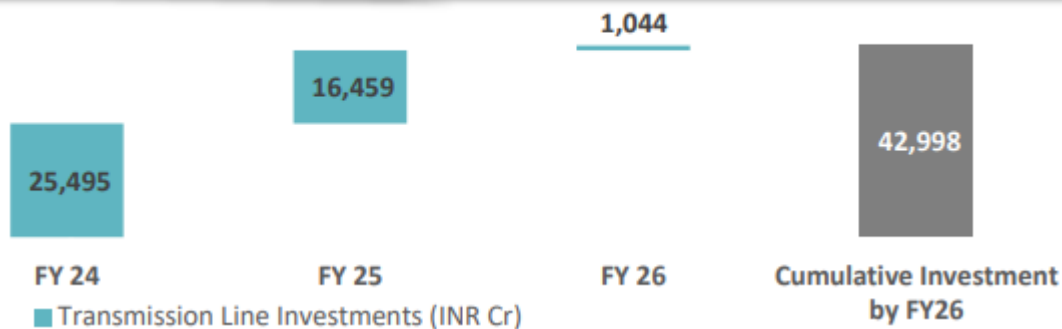 1,044
16,459
42,998
25,495
FY 24
FY 25
FY 26
Cumulative Investment
by FY26
Transmission Line Investments (INR Cr)